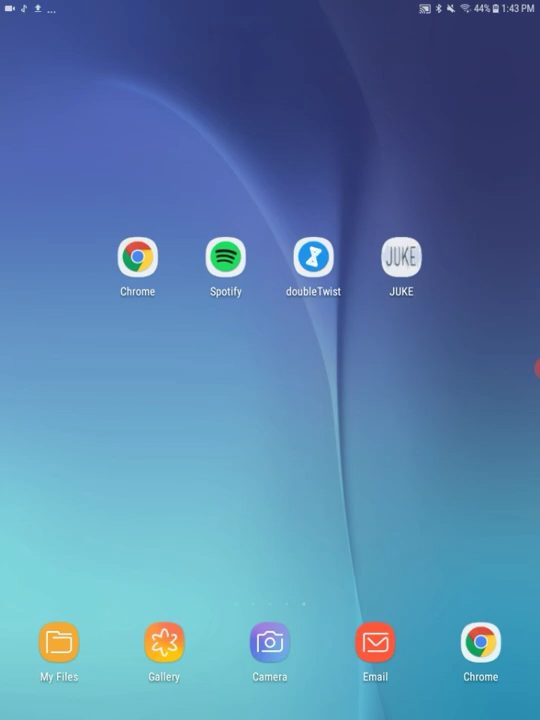 ... 44% 1:43 PM
JUKE
Chrome Spotify doubleTwist JUKE
My Files Gallery Camera Email Chrome